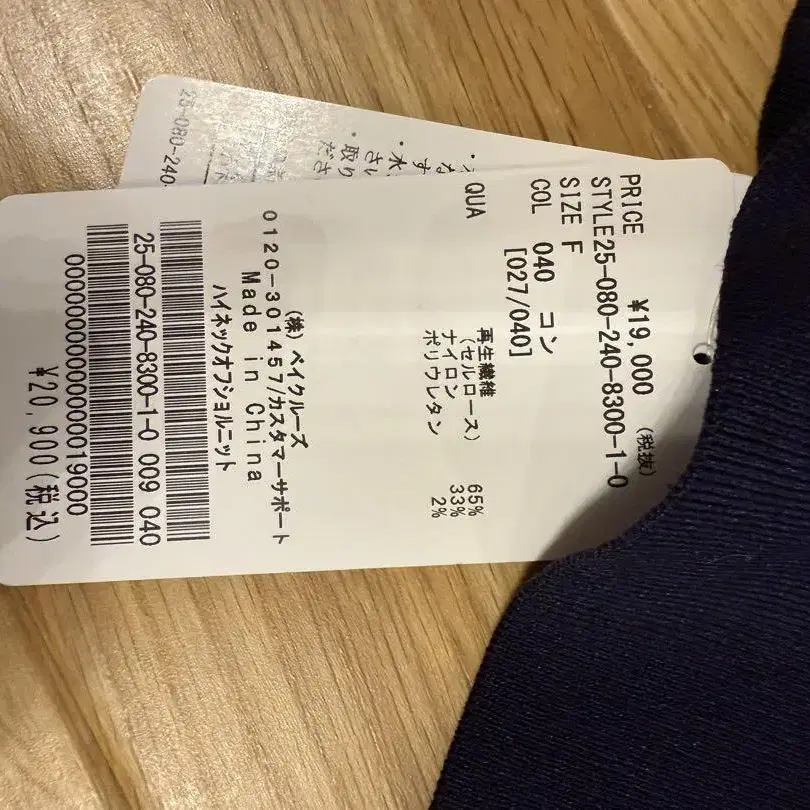 PRICE ¥19,000 (税抜)
STYLE25-080-240-8300-1-0
SIZE F
COL 040 コン
[027/040]
QUA 再生繊維
(セルロース) 65%
ナイロン 33%
ポリウレタン 2%
(株) ベイクルーズ
0120-301457/カスタマーサポート
Made in China
ハイネックオフショルニット
25-080-240-8300-1-0 009 040
0000000000000019000
¥20,900(税込)
25-080-240-